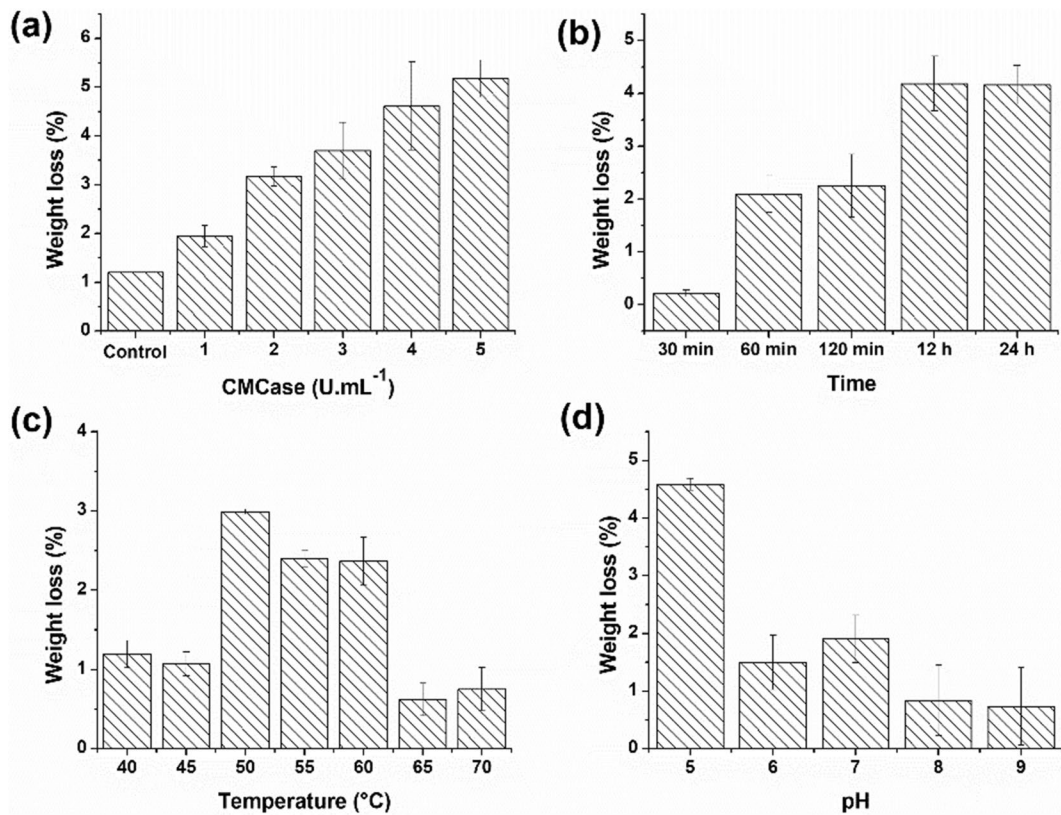 (a)
Weight loss (%)
6
5
4
3
2
1
0
Control 1 2 3 4 5
CMCase (U.mL⁻¹)
(b)
Weight loss (%)
5
4
3
2
1
0
30 min 60 min 120 min 12 h 24 h
Time
(c)
Weight loss (%)
4
3
2
1
0
40 45 50 55 60 65 70
Temperature (°C)
(d)
Weight loss (%)
5
4
3
2
1
0
5 6 7 8 9
pH